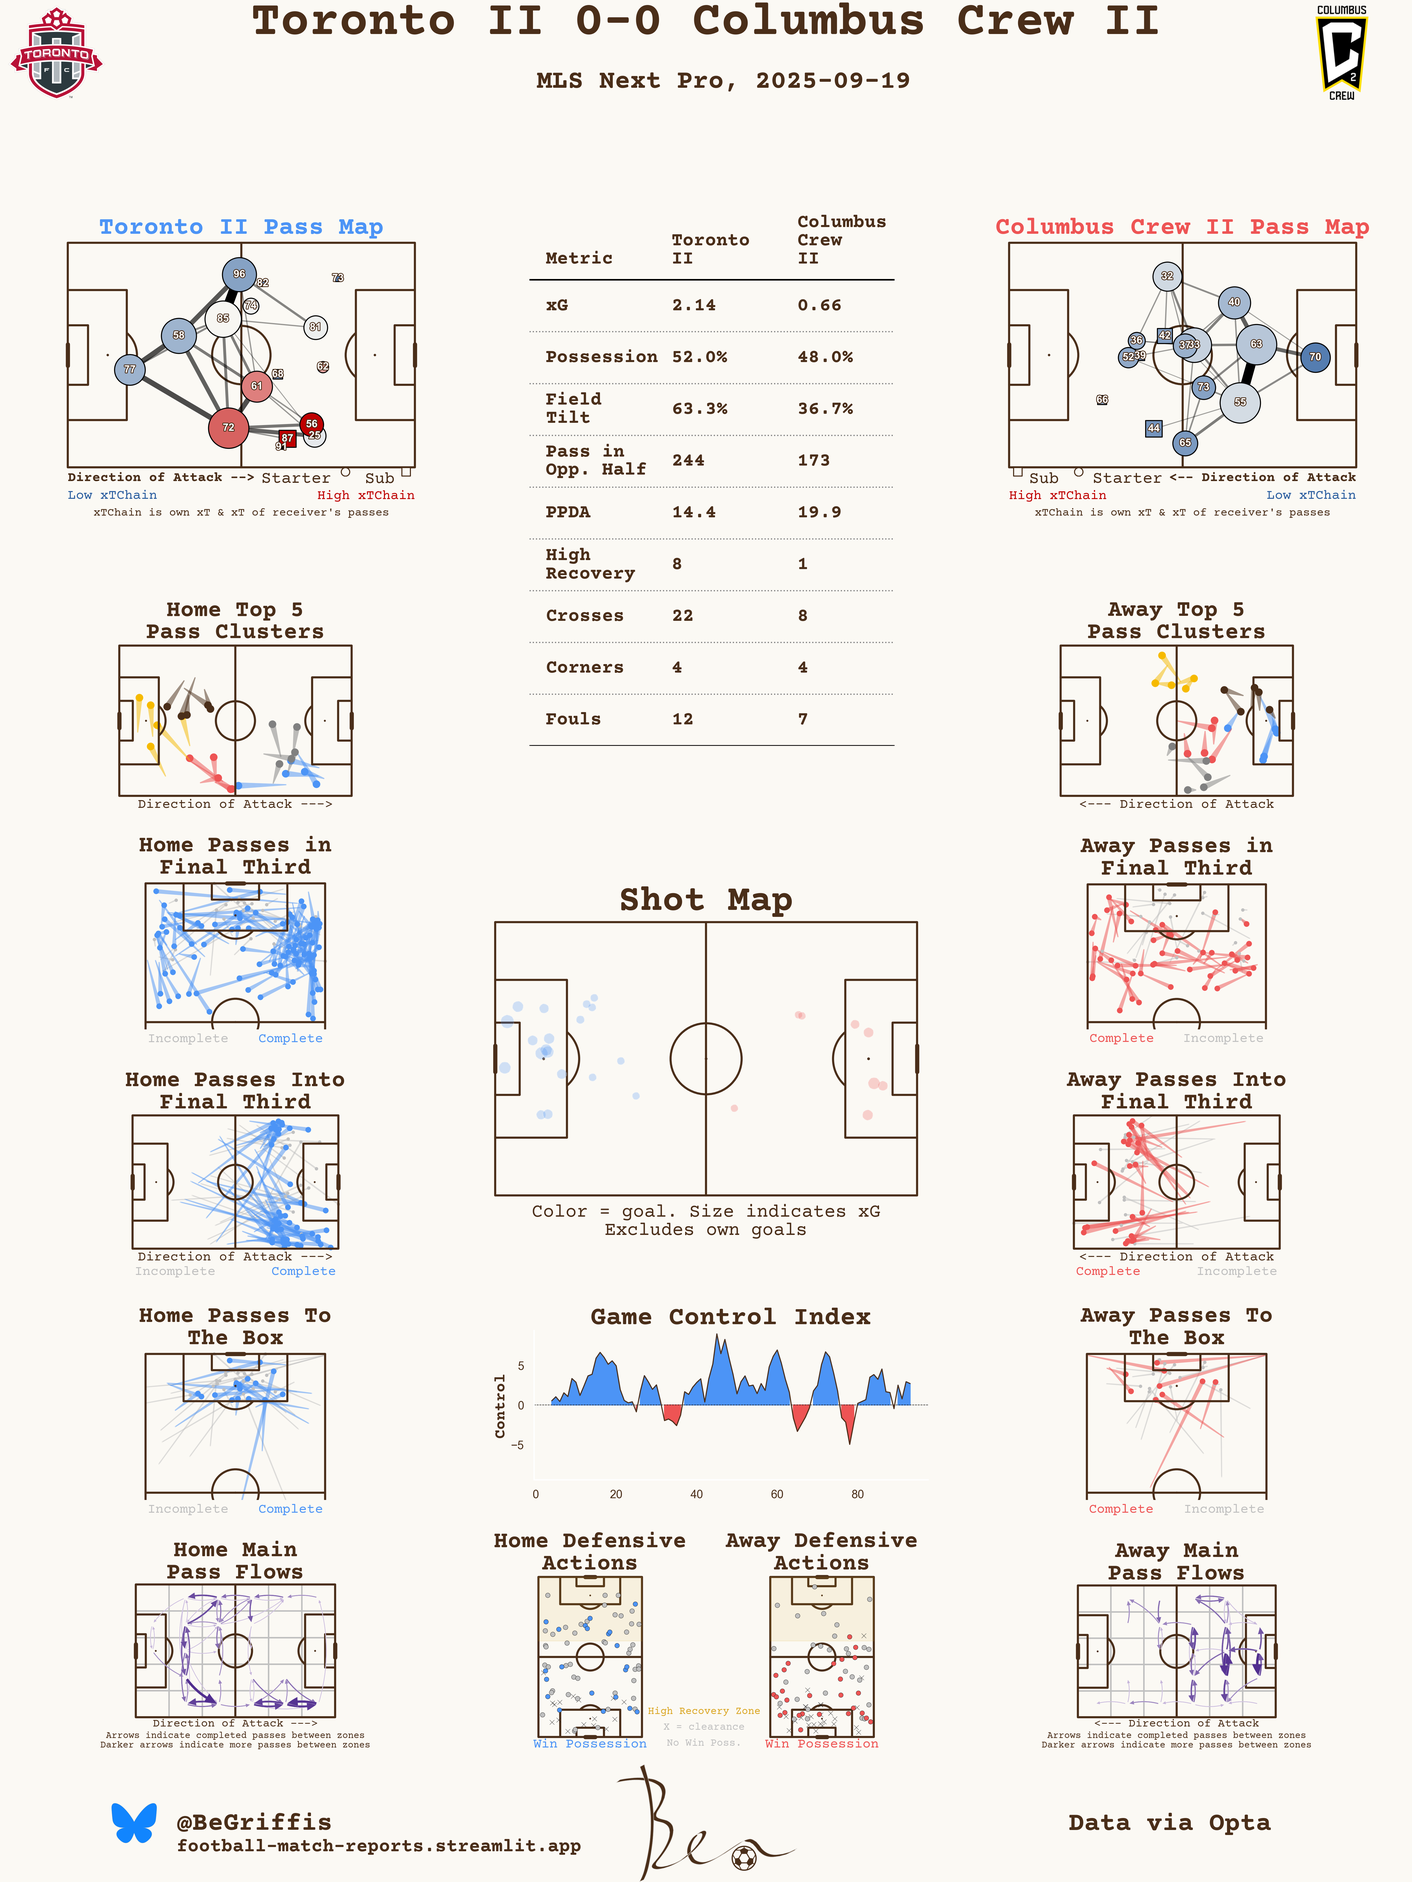 Toronto II 0-0 Columbus Crew II
MLS Next Pro, 2025-09-19
TORONTO
F C
COLUMBUS
2
CREW
Toronto II Pass Map
96
82
73
74
85
81
58
77
62
68
61
72
56
87
25
91
Direction of Attack --> Starter Sub
Low xTChain High xTChain
xTChain is own xT & xT of receiver's passes
Metric Toronto II Columbus Crew II
xG 2.14 0.66
Possession 52.0% 48.0%
Field Tilt 63.3% 36.7%
Pass in Opp. Half 244 173
PPDA 14.4 19.9
High Recovery 8 1
Crosses 22 8
Corners 4 4
Fouls 12 7
Columbus Crew II Pass Map
32
40
42
36
37
33
63
52
39
70
73
66
55
44
65
Sub Starter <-- Direction of Attack
High xTChain Low xTChain
xTChain is own xT & xT of receiver's passes
Home Top 5
Pass Clusters
Direction of Attack --->
Away Top 5
Pass Clusters
<--- Direction of Attack
Home Passes in
Final Third
Incomplete Complete
Away Passes in
Final Third
Complete Incomplete
Shot Map
Color = goal. Size indicates xG
Excludes own goals
Home Passes Into
Final Third
Direction of Attack --->
Incomplete Complete
Away Passes Into
Final Third
<--- Direction of Attack
Complete Incomplete
Home Passes To
The Box
Incomplete Complete
Game Control Index
Control
5
0
−5
0 20 40 60 80
Away Passes To
The Box
Complete Incomplete
Home Main
Pass Flows
Direction of Attack --->
Arrows indicate completed passes between zones
Darker arrows indicate more passes between zones
Home Defensive
Actions
Win Possession
High Recovery Zone
X = clearance
No Win Poss.
Away Defensive
Actions
Win Possession
Away Main
Pass Flows
<--- Direction of Attack
Arrows indicate completed passes between zones
Darker arrows indicate more passes between zones
@BeGriffis
football-match-reports.streamlit.app
Ben
Data via Opta